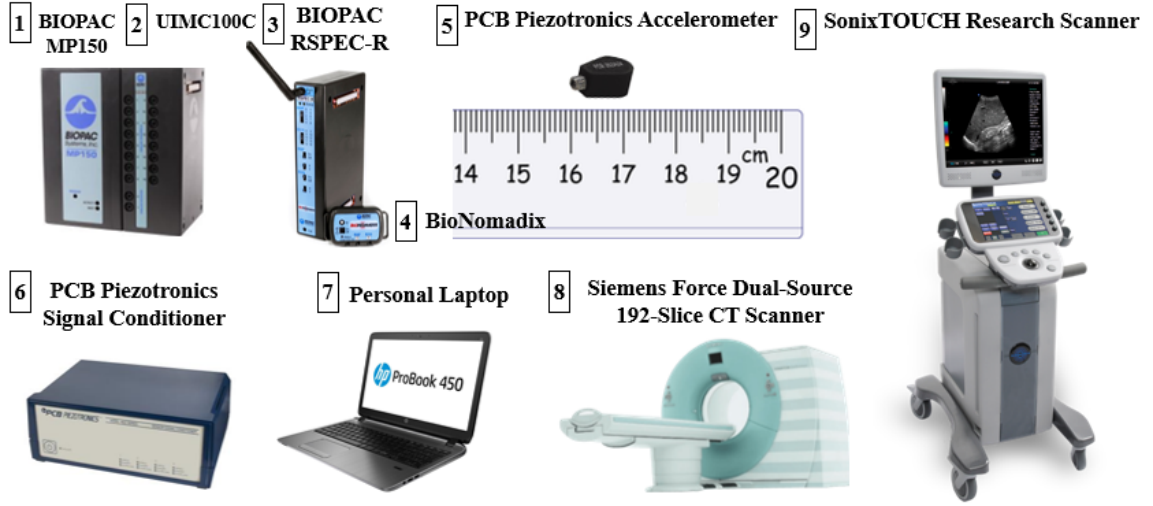 1 BIOPAC MP150
2 UIMC100C
3 BIOPAC RSPEC-R
BIOPAC
Systems, Inc.
MP150
4 BioNomadix
5 PCB Piezotronics Accelerometer
14 15 16 17 18 19 20
cm
6 PCB Piezotronics
Signal Conditioner
PCB PIEZOTRONICS
7 Personal Laptop
hp ProBook 450
8 Siemens Force Dual-Source
192-Slice CT Scanner
9 SonixTOUCH Research Scanner